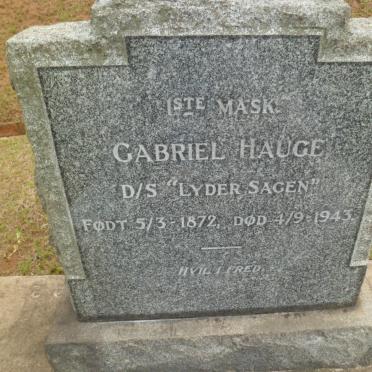 1STE MASK.
GABRIEL HAUGE
D/S "LYDER SAGEN"
FØDT 5/3-1872, DØD 4/9-1943.
HVIL I FRED.